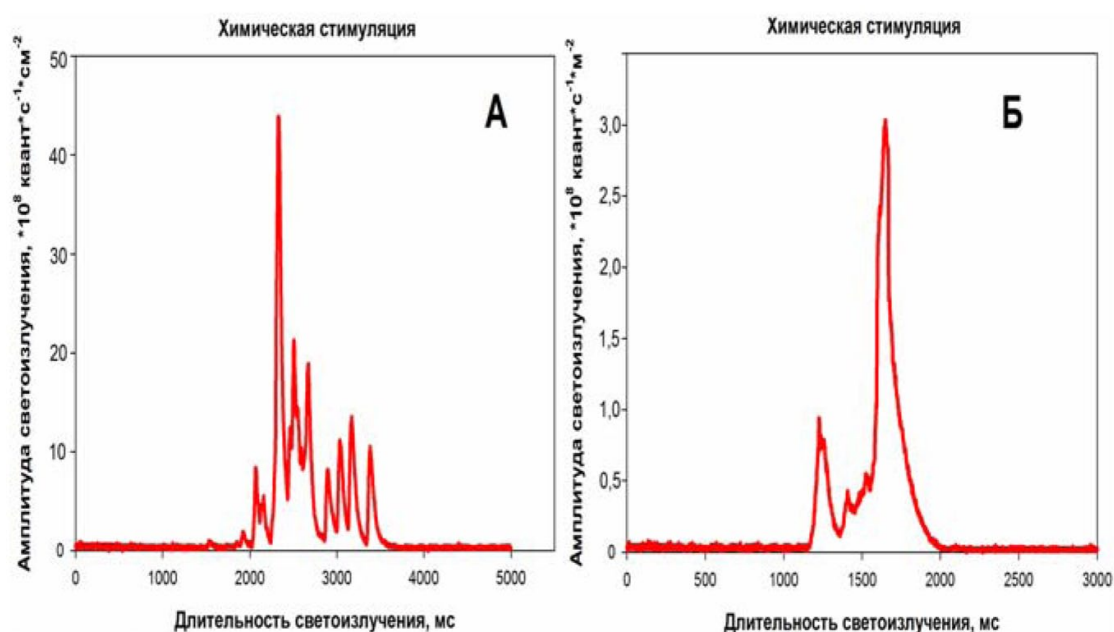 Химическая стимуляция
Амплитуда светоизлучения, *10⁸ квант*с⁻¹*см⁻²
50
40
30
20
10
0
А
0 1000 2000 3000 4000 5000
Длительность светоизлучения, мс
Химическая стимуляция
Амплитуда светоизлучения, *10⁸ квант*с⁻¹*м⁻²
3,0
2,5
2,0
1,5
1,0
0,5
0
Б
0 500 1000 1500 2000 2500 3000
Длительность светоизлучения, мс